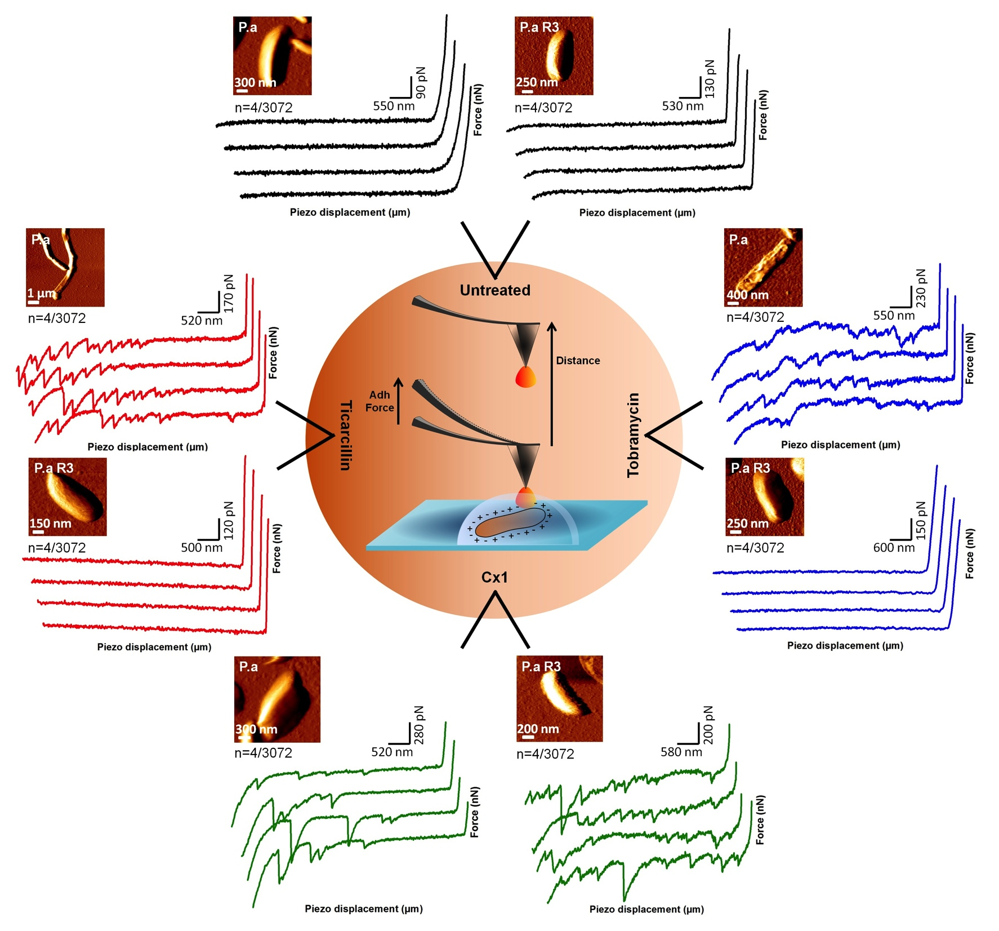 P.a
300 nm
n=4/3072
550 nm
90 pN
Force (nN)
Piezo displacement (µm)
P.a R3
250 nm
n=4/3072
530 nm
130 pN
Force (nN)
Piezo displacement (µm)
P.a
1 µm
n=4/3072
520 nm
170 pN
Force (nN)
Piezo displacement (µm)
P.a
400 nm
n=4/3072
550 nm
230 pN
Force (nN)
Piezo displacement (µm)
Untreated
Distance
Adh
Force
Ticarcillin
Tobramycin
Cx1
P.a R3
150 nm
n=4/3072
500 nm
120 pN
Force (nN)
Piezo displacement (µm)
P.a R3
250 nm
n=4/3072
600 nm
150 pN
Force (nN)
Piezo displacement (µm)
P.a
300 nm
n=4/3072
520 nm
280 pN
Force (nN)
Piezo displacement (µm)
P.a R3
200 nm
n=4/3072
580 nm
200 pN
Force (nN)
Piezo displacement (µm)